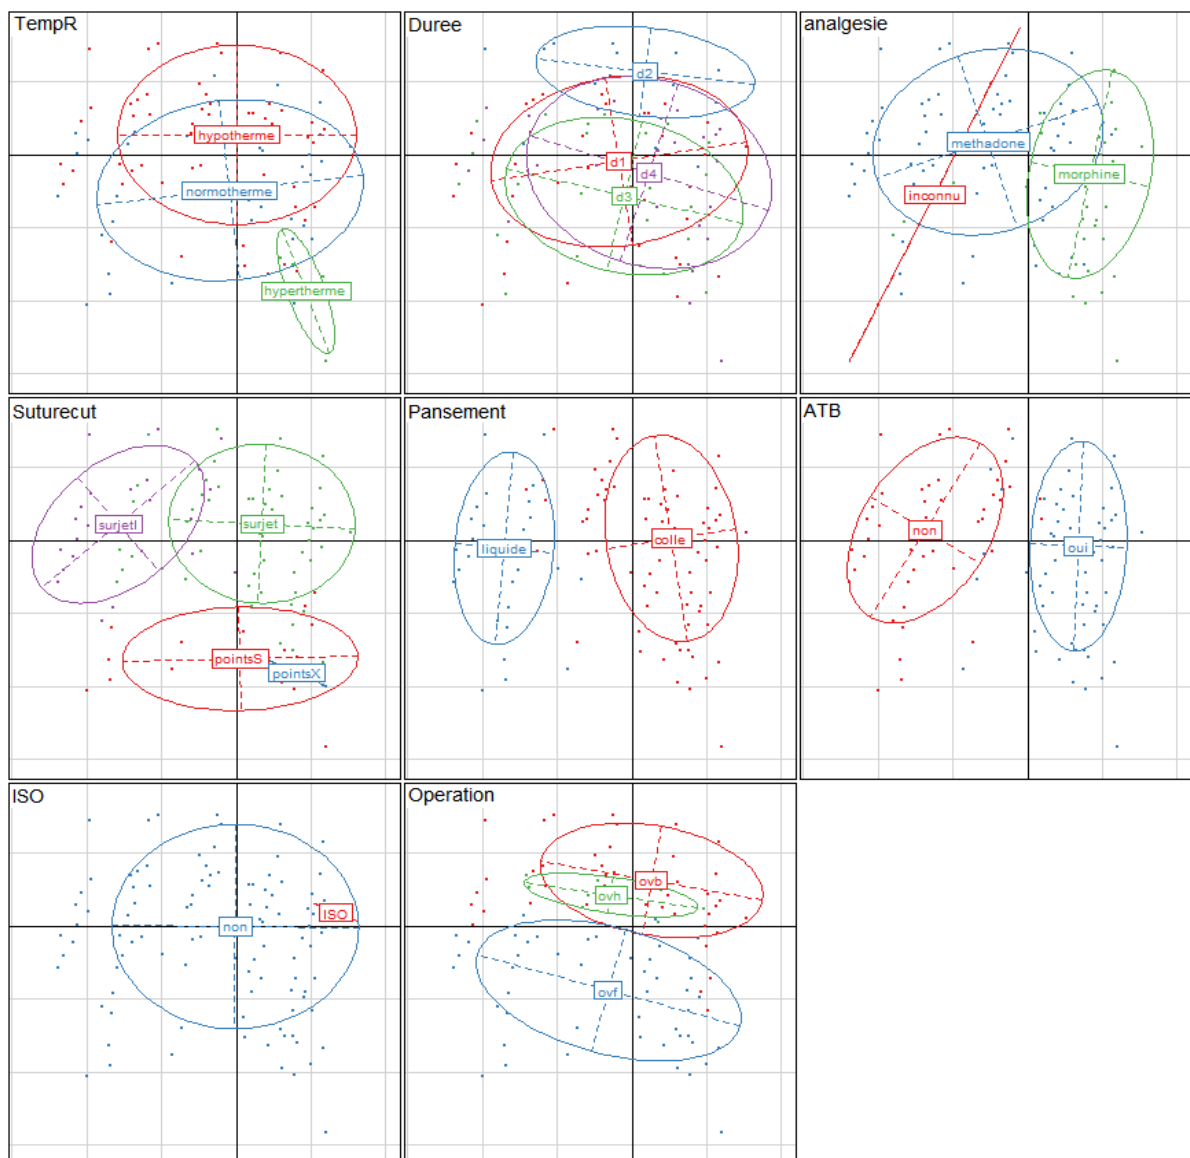 TempR
hypotherme
normotherme
hypertherme
Duree
d2
d1
d4
d3
analgesie
methadone
morphine
inconnu
Suturecut
surjetI
surjet
pointsS
pointsX
Pansement
liquide
colle
ATB
non
oui
ISO
ISO
non
Operation
ovb
ovh
ovf